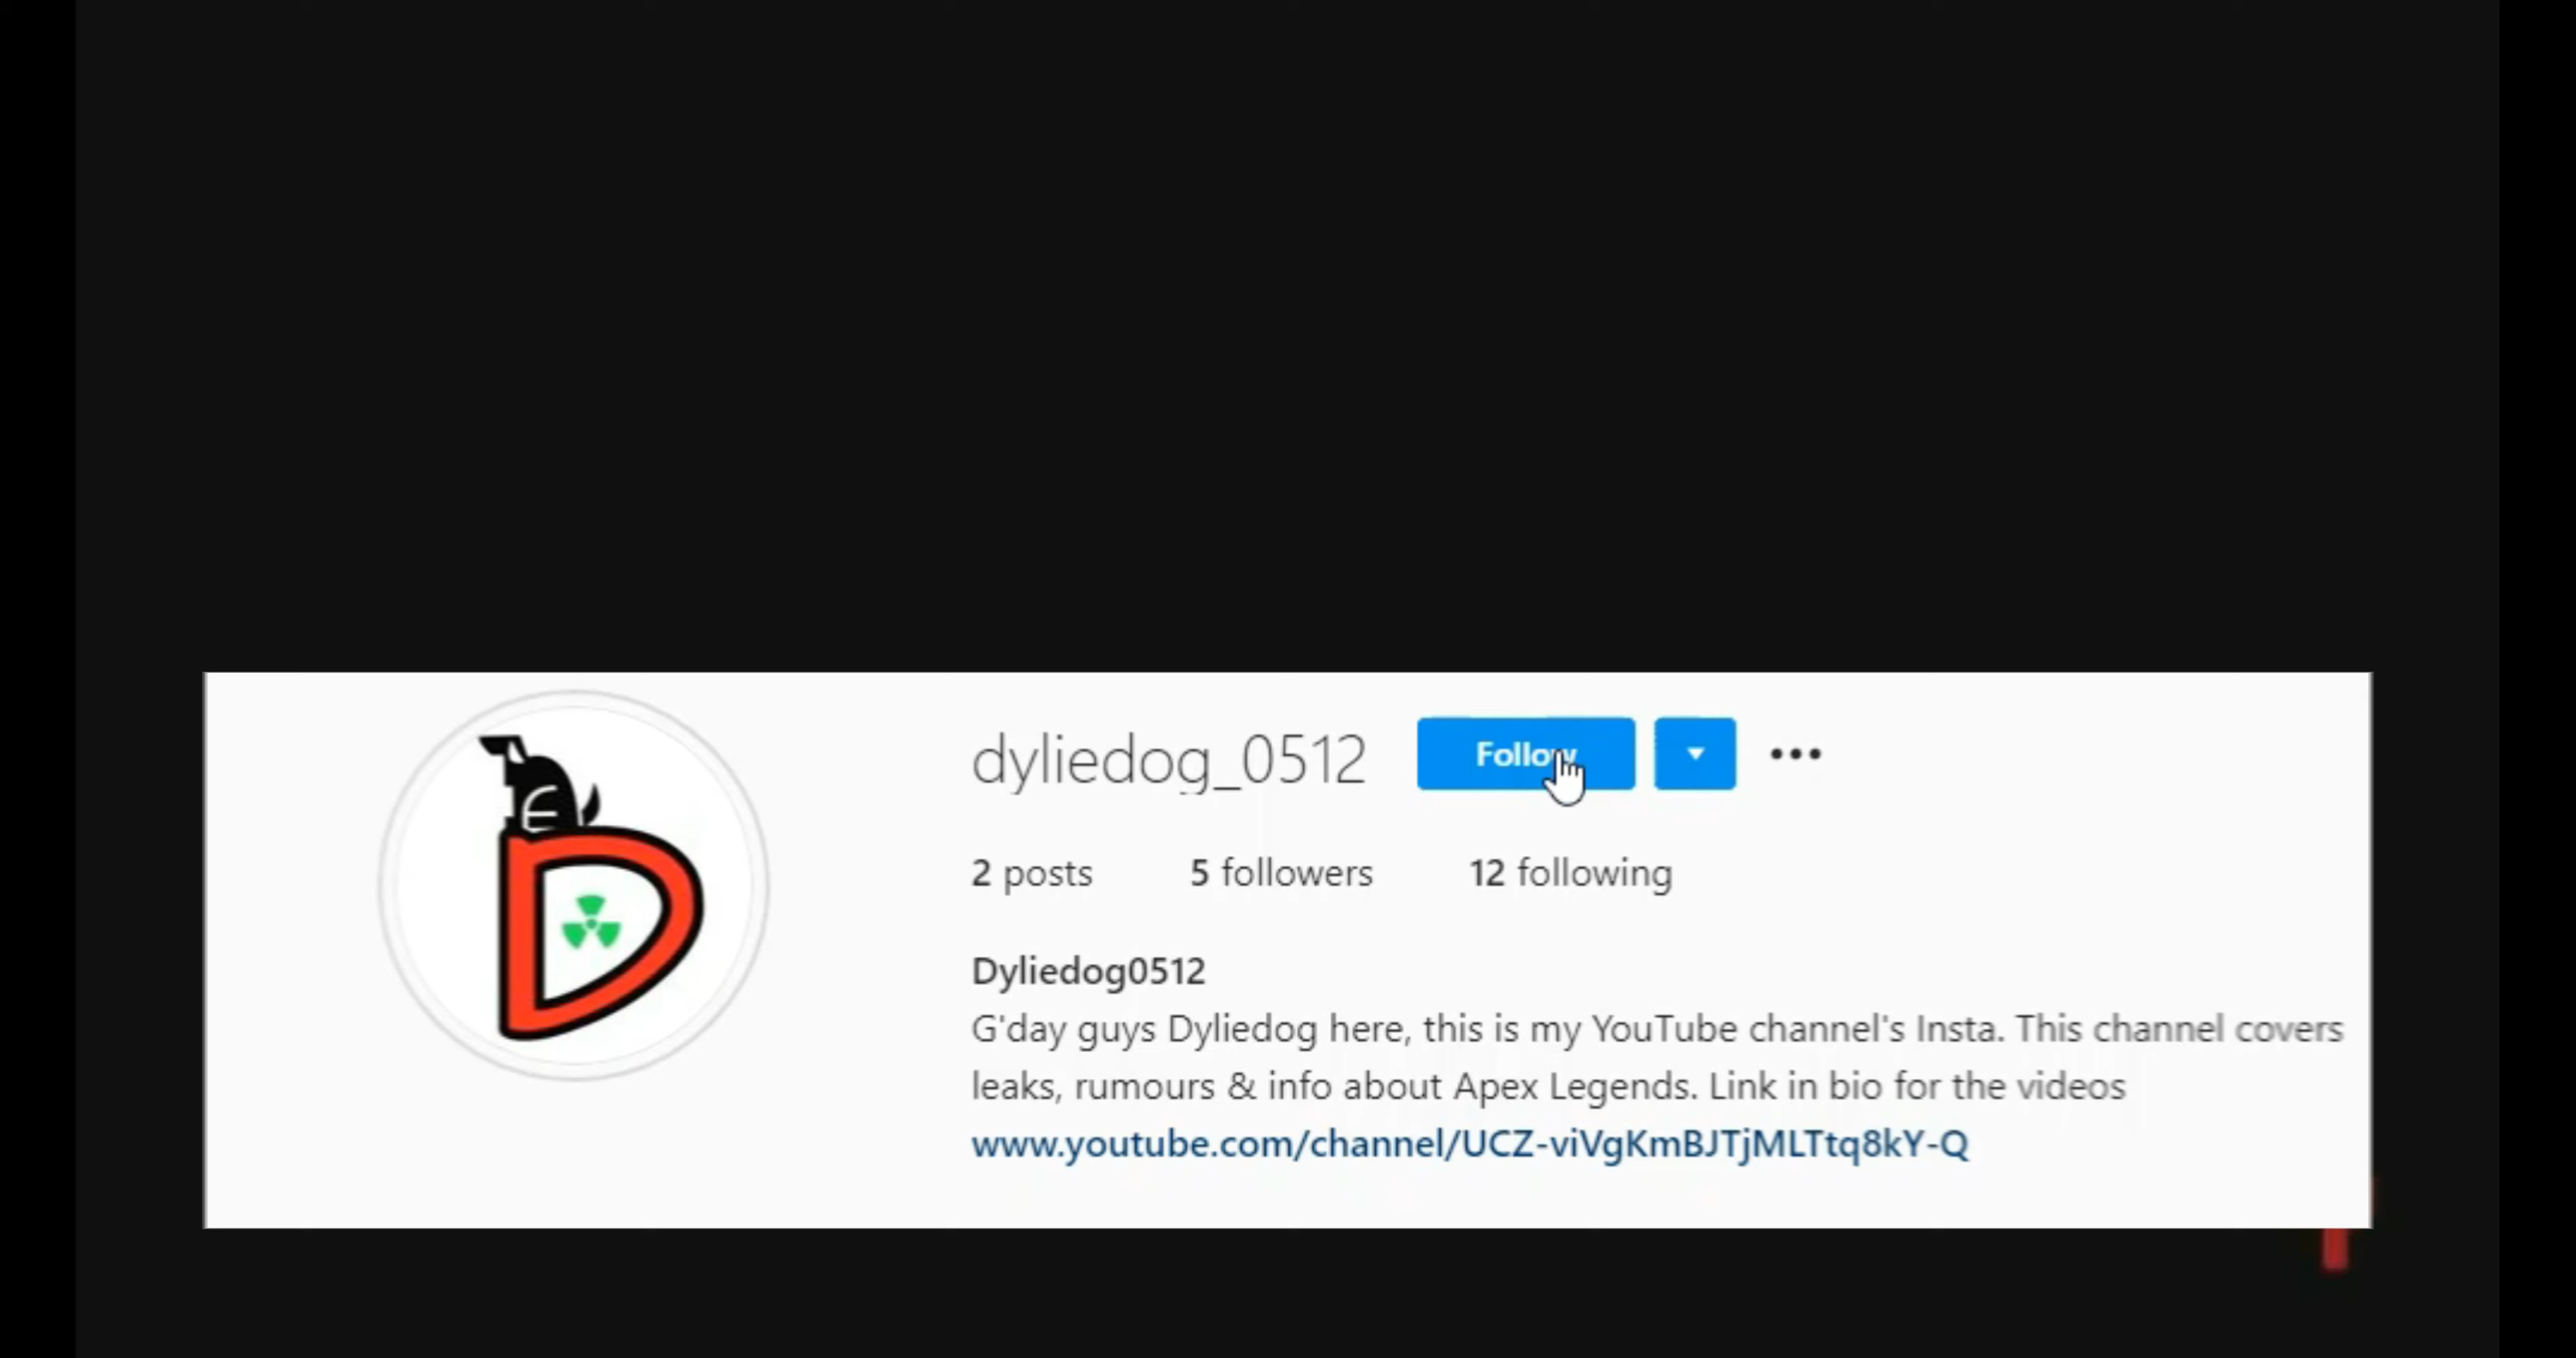 dyliedog_0512 Follow
2 posts 5 followers 12 following
Dyliedog0512
G'day guys Dyliedog here, this is my YouTube channel's Insta. This channel covers
leaks, rumours & info about Apex Legends. Link in bio for the videos
www.youtube.com/channel/UCZ-viVgKmBJTjMLTtq8kY-Q